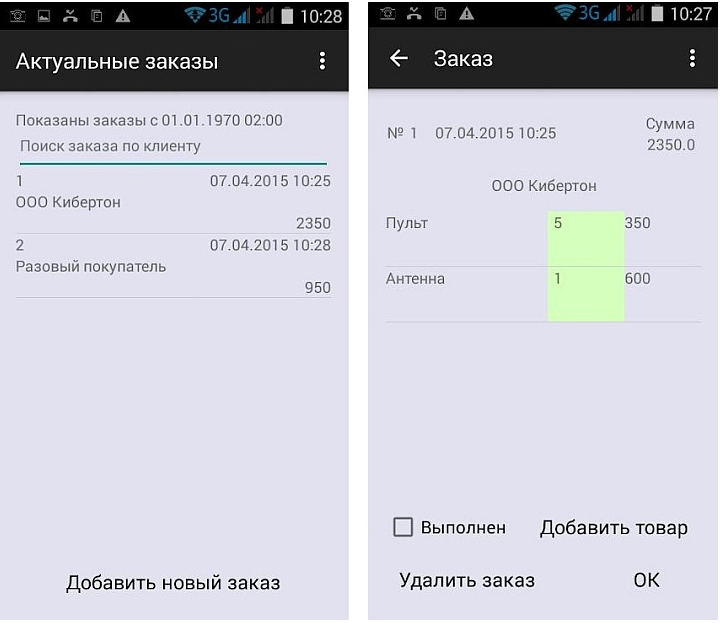 3G 10:28
Актуальные заказы
Показаны заказы с 01.01.1970 02:00
Поиск заказа по клиенту
1 07.04.2015 10:25
ООО Кибертон
2350
2 07.04.2015 10:28
Разовый покупатель
950
Добавить новый заказ
3G 10:27
Заказ
№ 1 07.04.2015 10:25 Сумма
2350.0
ООО Кибертон
Пульт 5 350
Антенна 1 600
Выполнен Добавить товар
Удалить заказ ОК